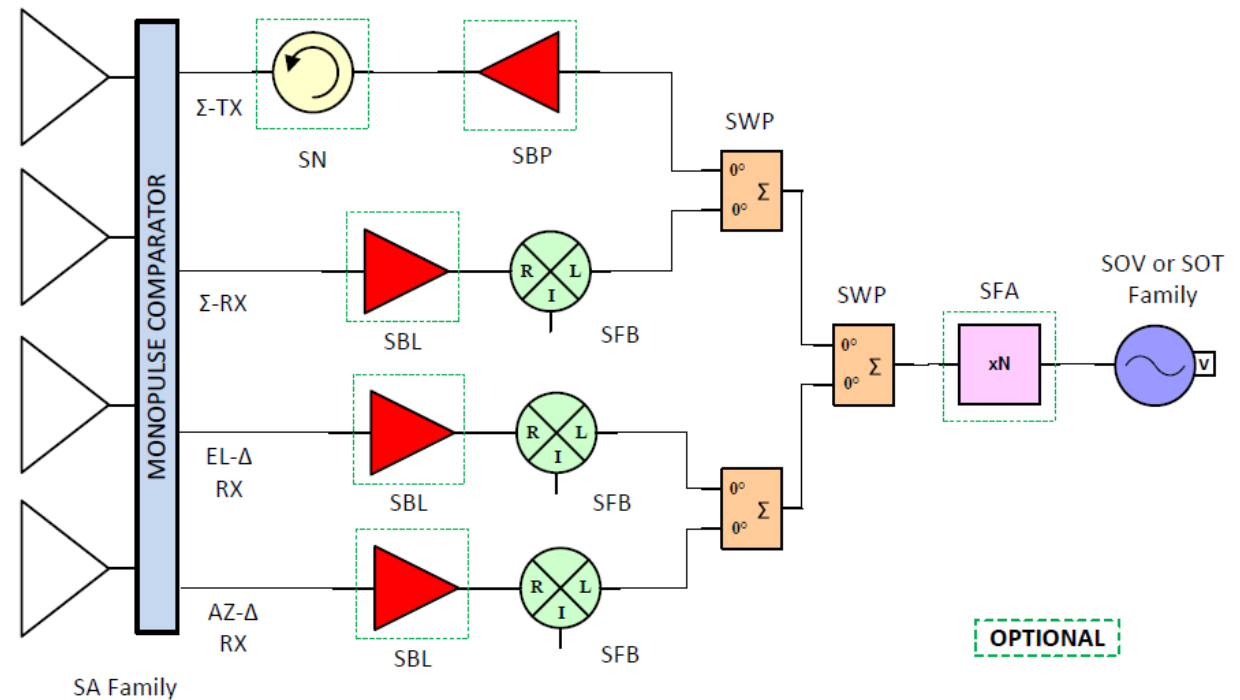 MONOPULSE COMPARATOR
SA Family
Σ-TX
SN
SBP
SWP
0°
Σ
0°
Σ-RX
SBL
R
L
I
SFB
SWP
0°
Σ
0°
SFA
xN
SOV or SOT
Family
V
EL-Δ
RX
SBL
R
L
I
SFB
0°
Σ
0°
AZ-Δ
RX
SBL
R
L
I
SFB
OPTIONAL